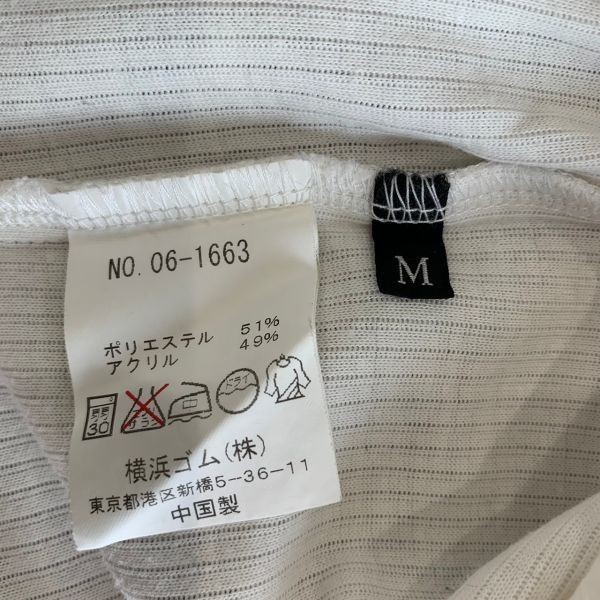 NO. 06-1663
ポリエステル 51%
アクリル 49%
30
ドライ
横浜ゴム(株)
東京都港区新橋5-36-11
中国製
M